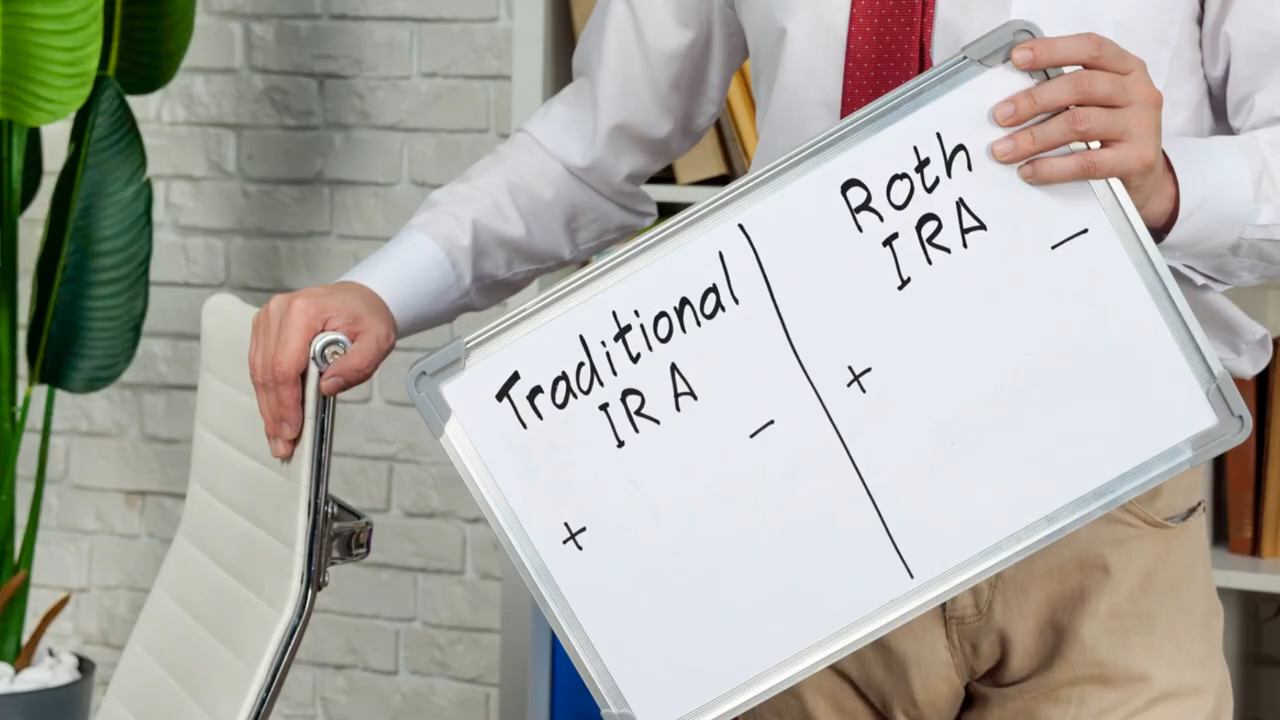 Traditional
IRA
+
−
Roth
IRA
+
−